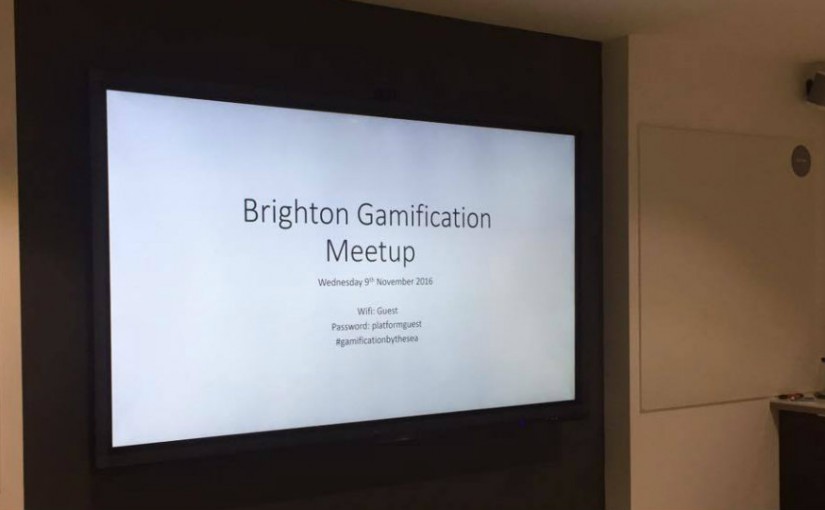 Brighton Gamification
Meetup
Wednesday 9th November 2016
Wifi: Guest
Password: platformguest
#gamificationbythesea